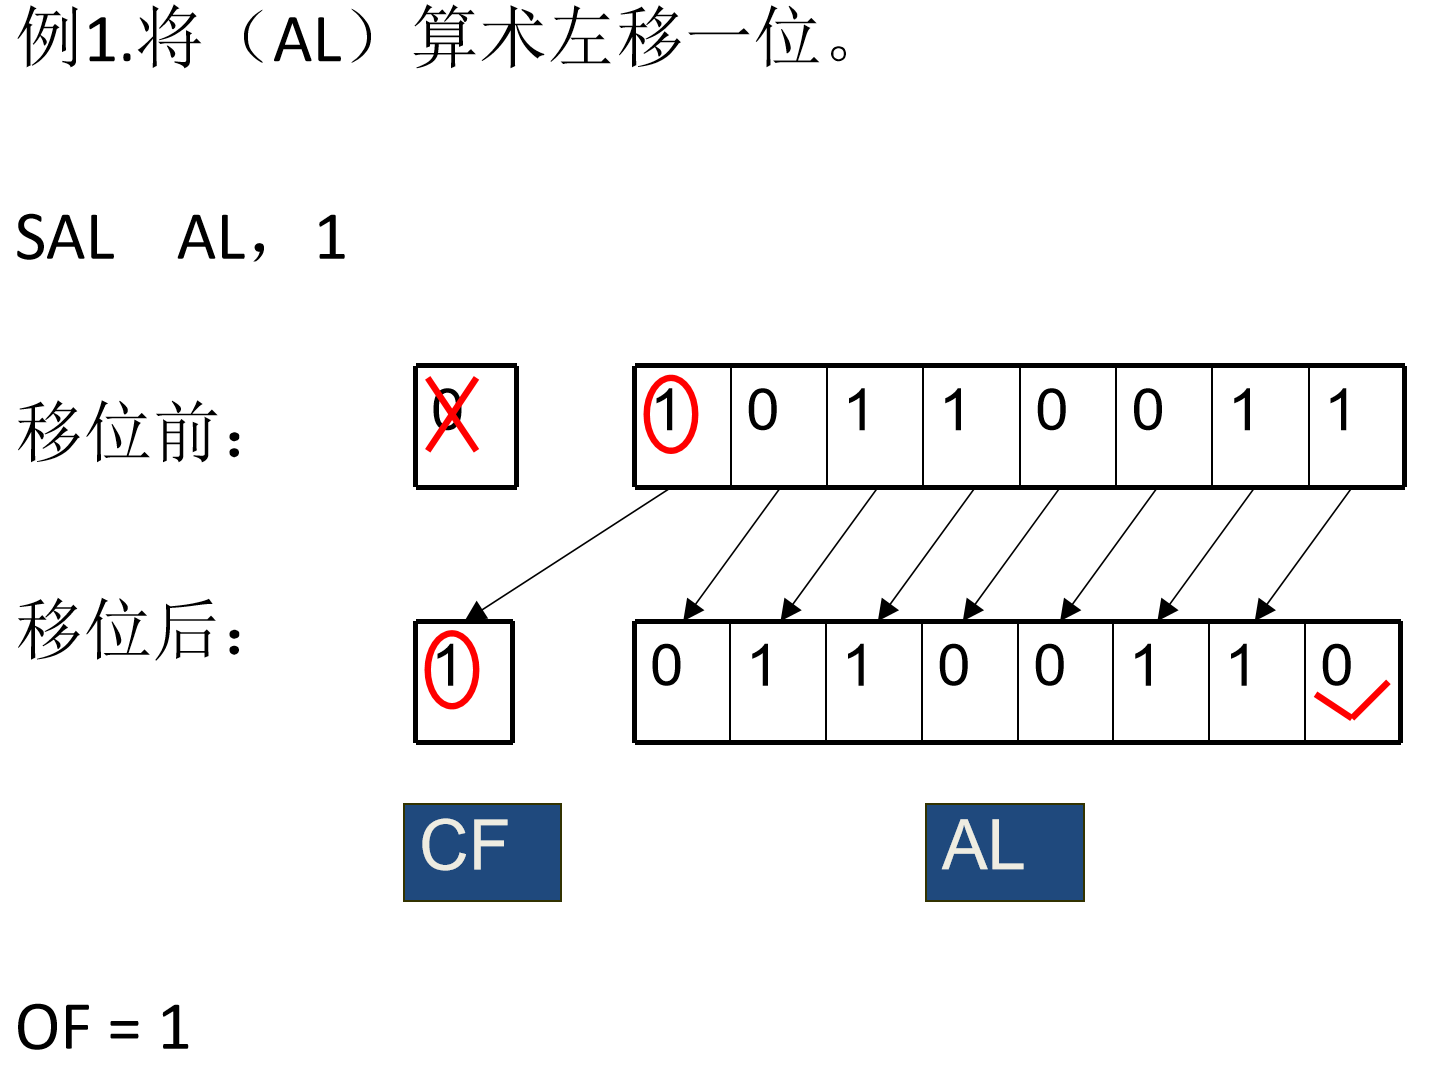 例1.将（AL）算术左移一位。
SAL AL，1
移位前： 0 1 0 1 1 0 0 1 1
移位后： 1 0 1 1 0 0 1 1 0
CF AL
OF = 1